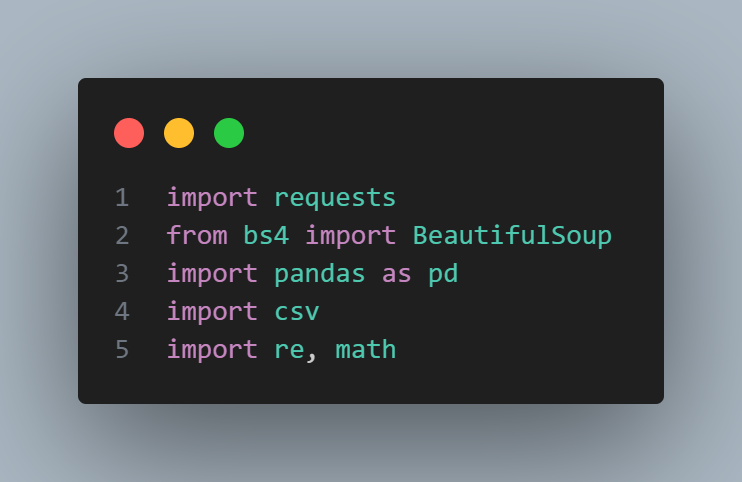 1 import requests
2 from bs4 import BeautifulSoup
3 import pandas as pd
4 import csv
5 import re, math